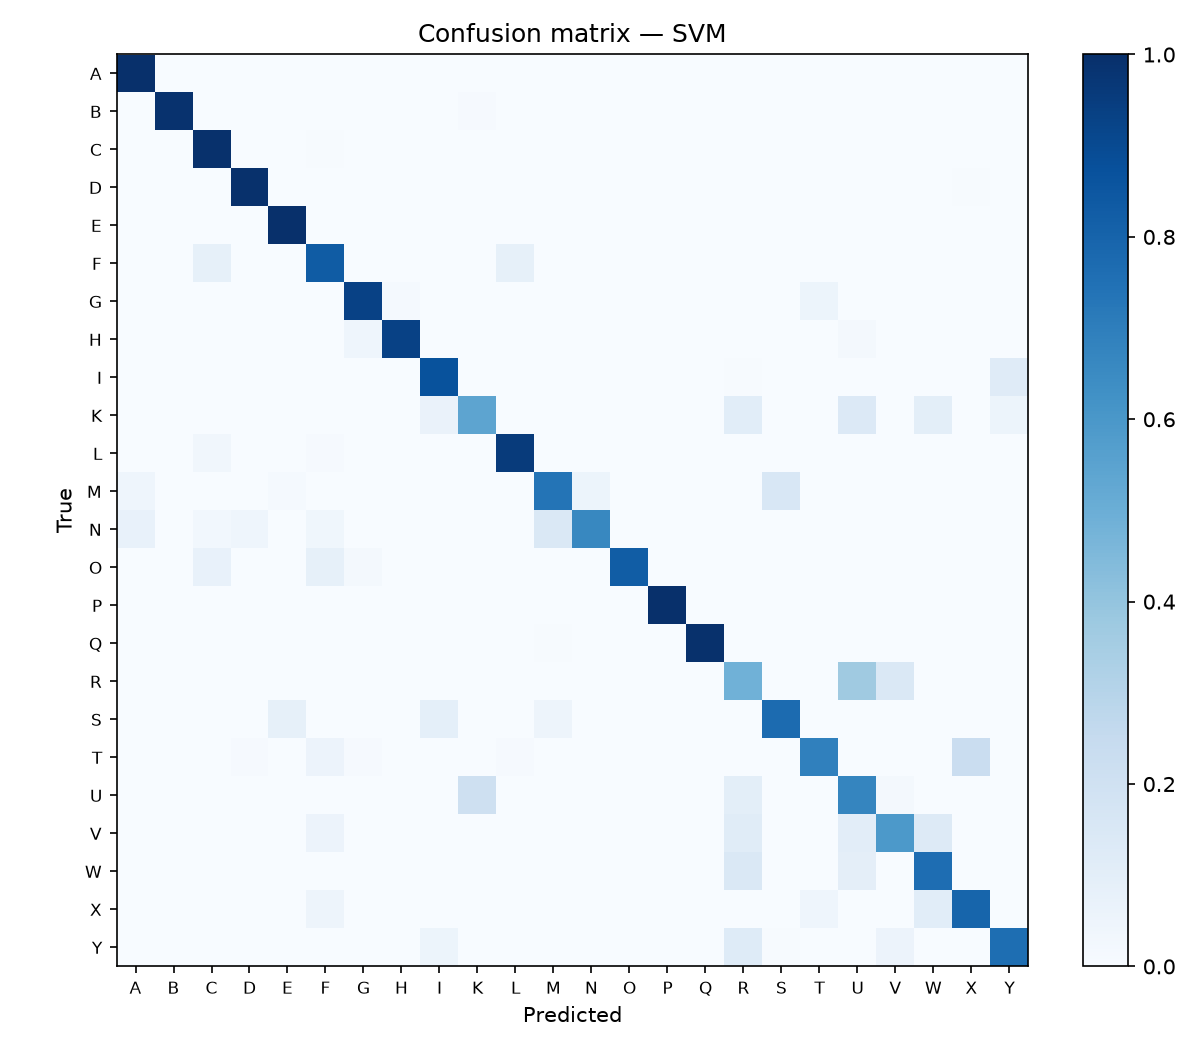 Confusion matrix — SVM
True
A
B
C
D
E
F
G
H
I
K
L
M
N
O
P
Q
R
S
T
U
V
W
X
Y
A B C D E F G H I K L M N O P Q R S T U V W X Y
Predicted
1.0
0.8
0.6
0.4
0.2
0.0